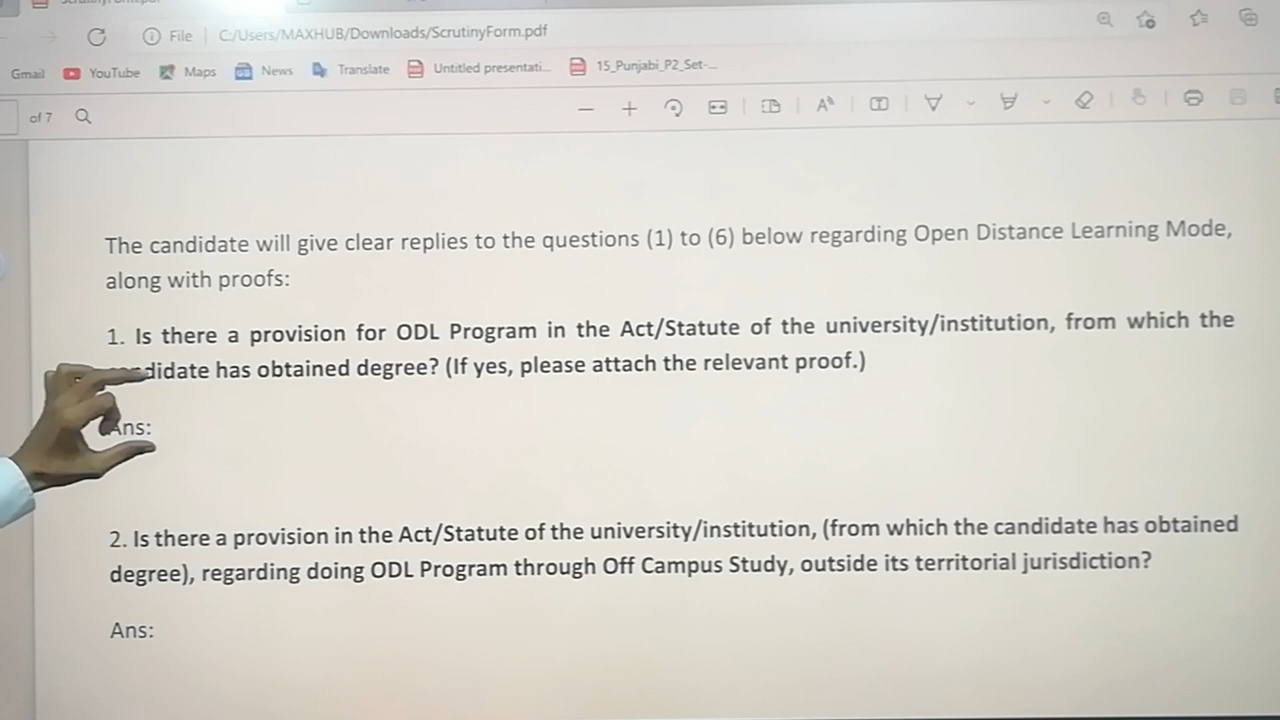 File | C:/Users/MAXHUB/Downloads/ScrutinyForm.pdf
Gmail YouTube Maps News Translate Untitled presentati... 15_Punjabi_P2_Set-...
of 7
The candidate will give clear replies to the questions (1) to (6) below regarding Open Distance Learning Mode,
along with proofs:
1. Is there a provision for ODL Program in the Act/Statute of the university/institution, from which the
didate has obtained degree? (If yes, please attach the relevant proof.)
Ans:
2. Is there a provision in the Act/Statute of the university/institution, (from which the candidate has obtained
degree), regarding doing ODL Program through Off Campus Study, outside its territorial jurisdiction?
Ans: